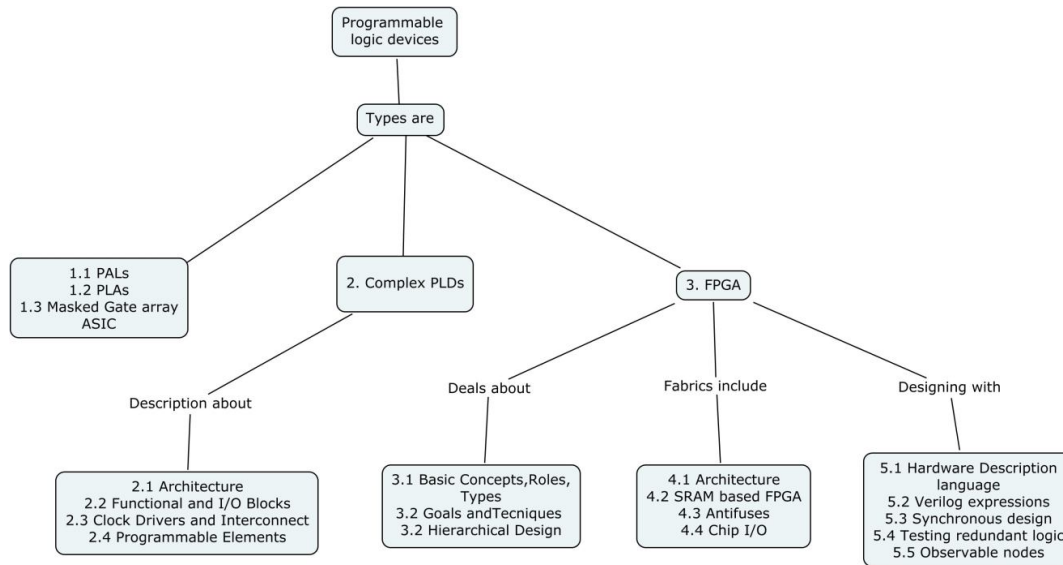 Programmable
logic devices
Types are
1.1 PALs
1.2 PLAs
1.3 Masked Gate array
ASIC
2. Complex PLDs
3. FPGA
Description about
Deals about
Fabrics include
Designing with
2.1 Architecture
2.2 Functional and I/O Blocks
2.3 Clock Drivers and Interconnect
2.4 Programmable Elements
3.1 Basic Concepts,Roles,
Types
3.2 Goals andTecniques
3.2 Hierarchical Design
4.1 Architecture
4.2 SRAM based FPGA
4.3 Antifuses
4.4 Chip I/O
5.1 Hardware Description
language
5.2 Verilog expressions
5.3 Synchronous design
5.4 Testing redundant logic
5.5 Observable nodes